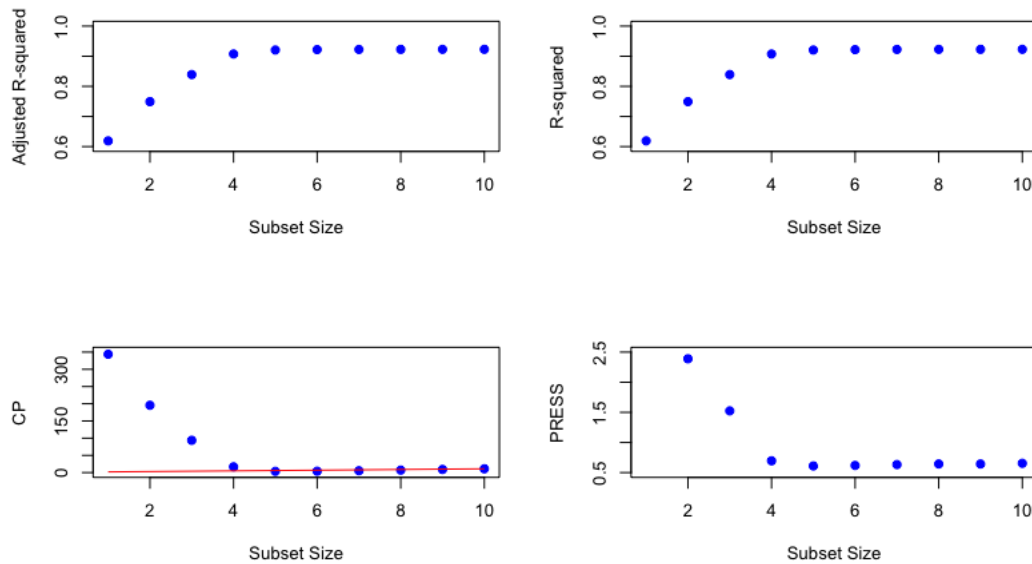 Adjusted R-squared
0.6 0.8 1.0
2 4 6 8 10
Subset Size
R-squared
0.6 0.8 1.0
2 4 6 8 10
Subset Size
CP
0 150 300
2 4 6 8 10
Subset Size
PRESS
0.5 1.5 2.5
2 4 6 8 10
Subset Size